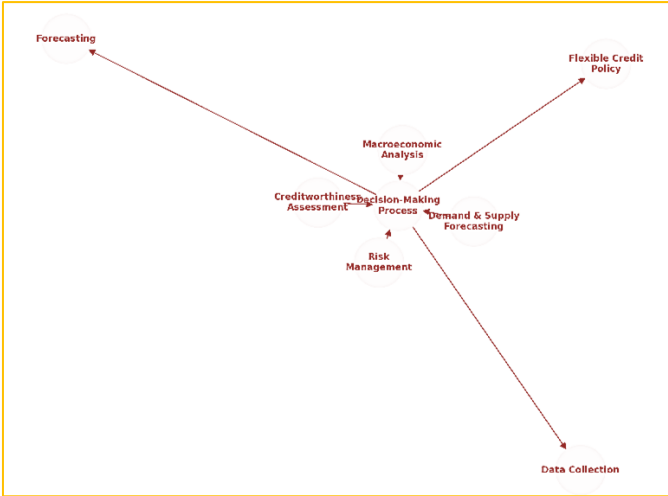 Forecasting
Flexible Credit
Policy
Macroeconomic
Analysis
Creditworthiness
Assessment
Decision-Making
Process
Demand & Supply
Forecasting
Risk
Management
Data Collection